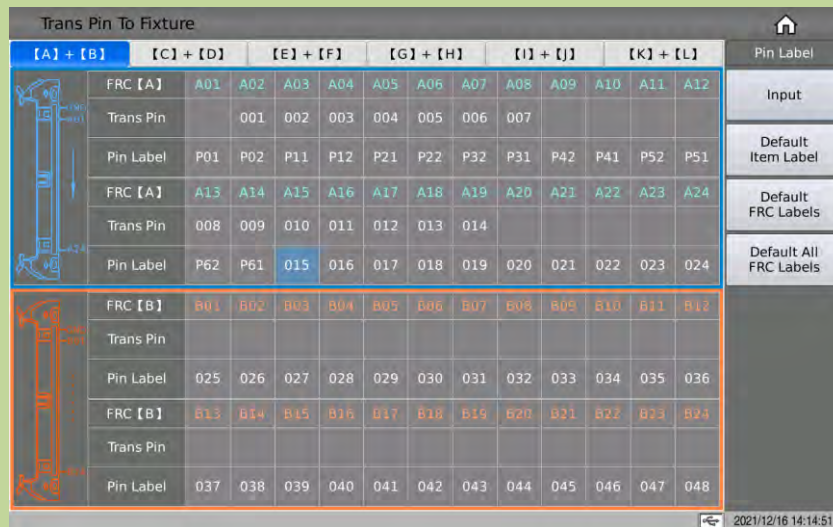 Trans Pin To Fixture
【A】+【B】 【C】+【D】 【E】+【F】 【G】+【H】 【I】+【J】 【K】+【L】 Pin Label
FRC【A】 A01 A02 A03 A04 A05 A06 A07 A08 A09 A10 A11 A12
Trans Pin 001 002 003 004 005 006 007
Pin Label P01 P02 P11 P12 P21 P22 P32 P31 P42 P41 P52 P51
FRC【A】 A13 A14 A15 A16 A17 A18 A19 A20 A21 A22 A23 A24
Trans Pin 008 009 010 011 012 013 014
Pin Label P62 P61 015 016 017 018 019 020 021 022 023 024
FRC【B】 B01 B02 B03 B04 B05 B06 B07 B08 B09 B10 B11 B12
Trans Pin
Pin Label 025 026 027 028 029 030 031 032 033 034 035 036
FRC【B】 B13 B14 B15 B16 B17 B18 B19 B20 B21 B22 B23 B24
Trans Pin
Pin Label 037 038 039 040 041 042 043 044 045 046 047 048
Input
Default
Item Label
Default
FRC Labels
Default All
FRC Labels
2021/12/16 14:14:51